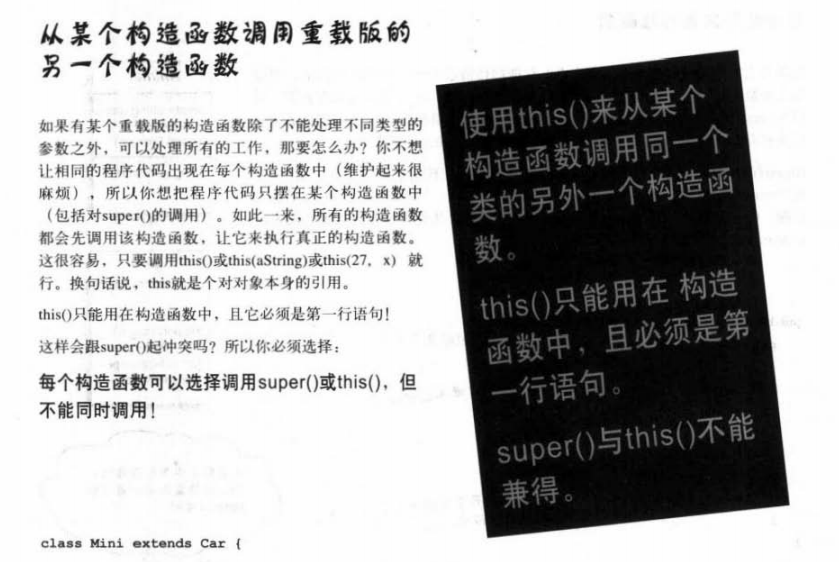 从某个构造函数调用重载版的
另一个构造函数
如果有某个重载版的构造函数除了不能处理不同类型的
参数之外，可以处理所有的工作，那要怎么办？你不想
让相同的程序代码出现在每个构造函数中（维护起来很
麻烦），所以你想把程序代码只摆在某个构造函数中
（包括对super()的调用）。如此一来，所有的构造函数
都会先调用该构造函数，让它来执行真正的构造函数。
这很容易，只要调用this()或this(aString)或this(27, x) 就
行。换句话说，this就是个对对象本身的引用。
this()只能用在构造函数中，且它必须是第一行语句！
这样会跟super()起冲突吗？所以你必须选择：
每个构造函数可以选择调用super()或this()，但
不能同时调用！
class Mini extends Car {
使用this()来从某个
构造函数调用同一个
类的另外一个构造函
数。
this()只能用在 构造
函数中，且必须是第
一行语句。
super()与this()不能
兼得。